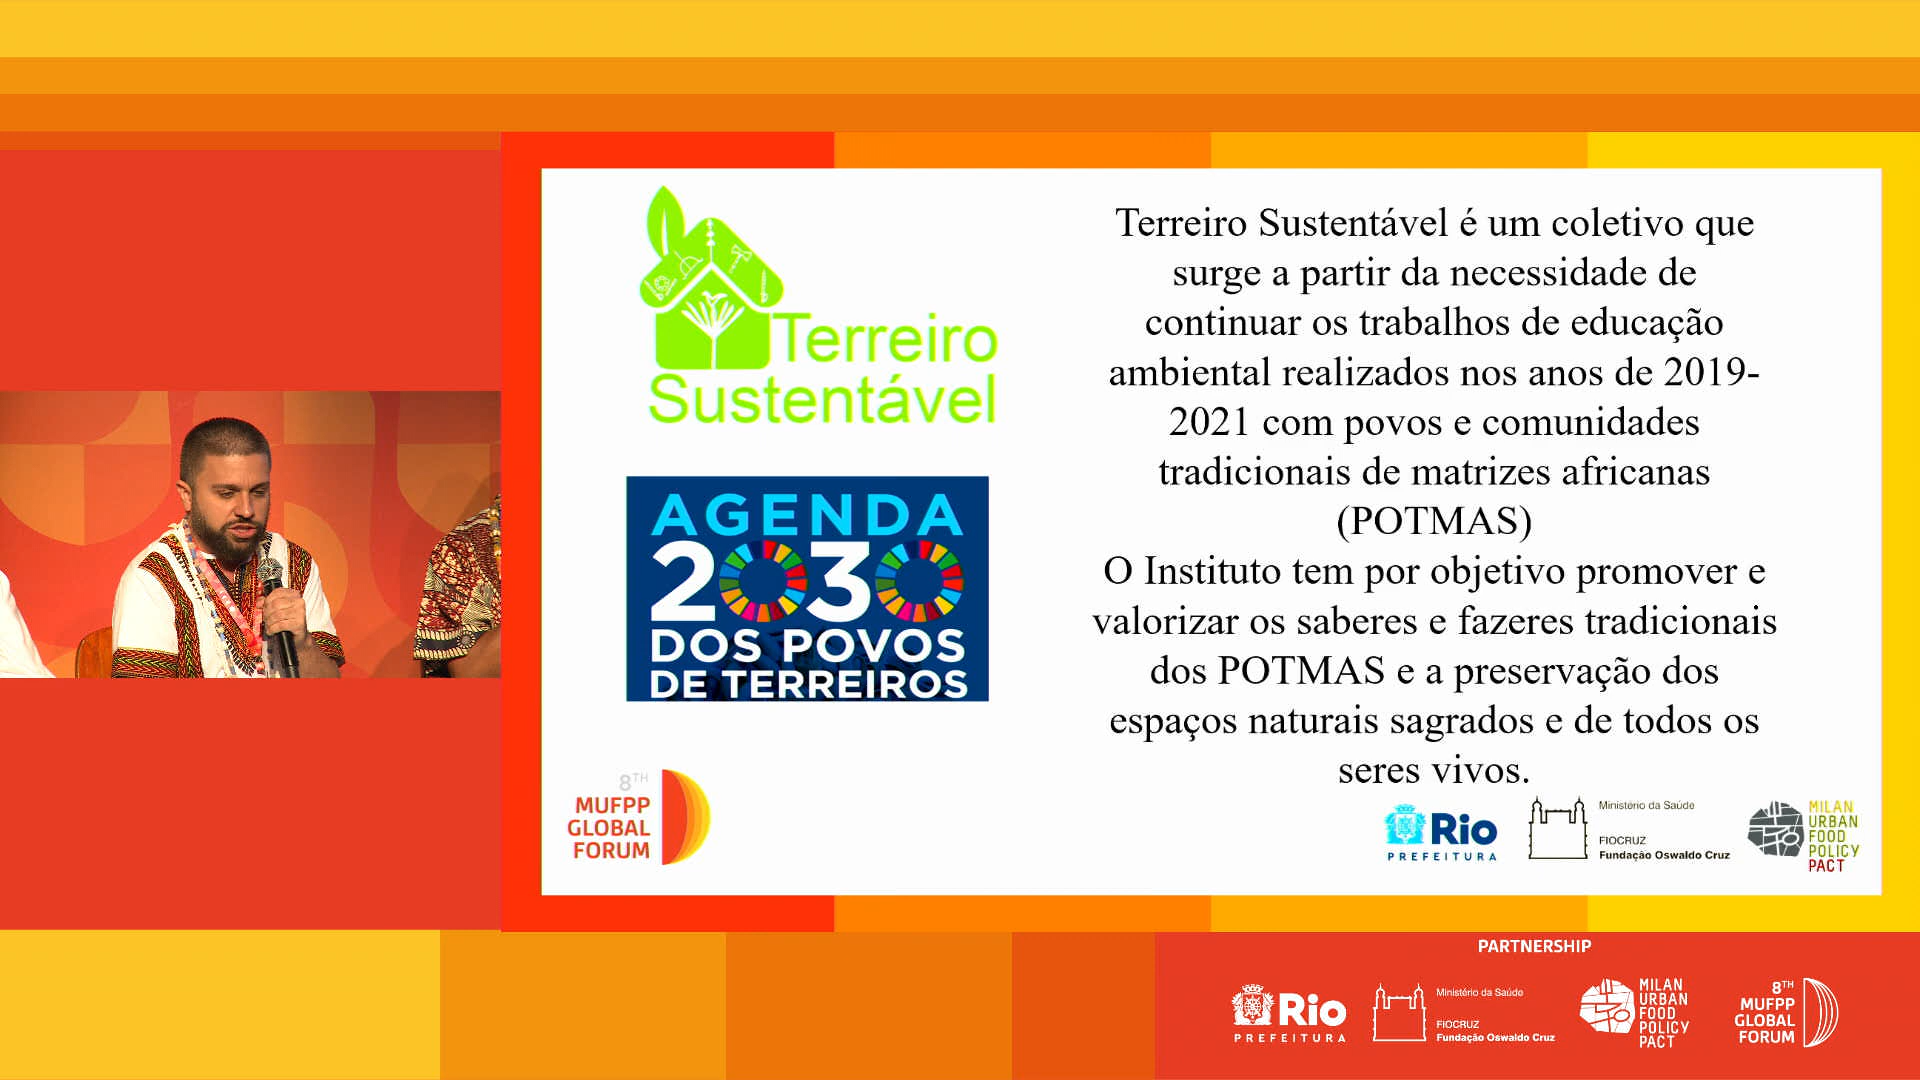 Terreiro
Sustentável
AGENDA
2030
DOS POVOS
DE TERREIROS
Terreiro Sustentável é um coletivo que
surge a partir da necessidade de
continuar os trabalhos de educação
ambiental realizados nos anos de 2019-
2021 com povos e comunidades
tradicionais de matrizes africanas
(POTMAS)
O Instituto tem por objetivo promover e
valorizar os saberes e fazeres tradicionais
dos POTMAS e a preservação dos
espaços naturais sagrados e de todos os
seres vivos.
8TH
MUFPP
GLOBAL
FORUM
Rio
PREFEITURA
Ministério da Saúde
FIOCRUZ
Fundação Oswaldo Cruz
MILAN
URBAN
FOOD
POLICY
PACT
PARTNERSHIP
Rio
PREFEITURA
Ministério da Saúde
FIOCRUZ
Fundação Oswaldo Cruz
MILAN
URBAN
FOOD
POLICY
PACT
8TH
MUFPP
GLOBAL
FORUM